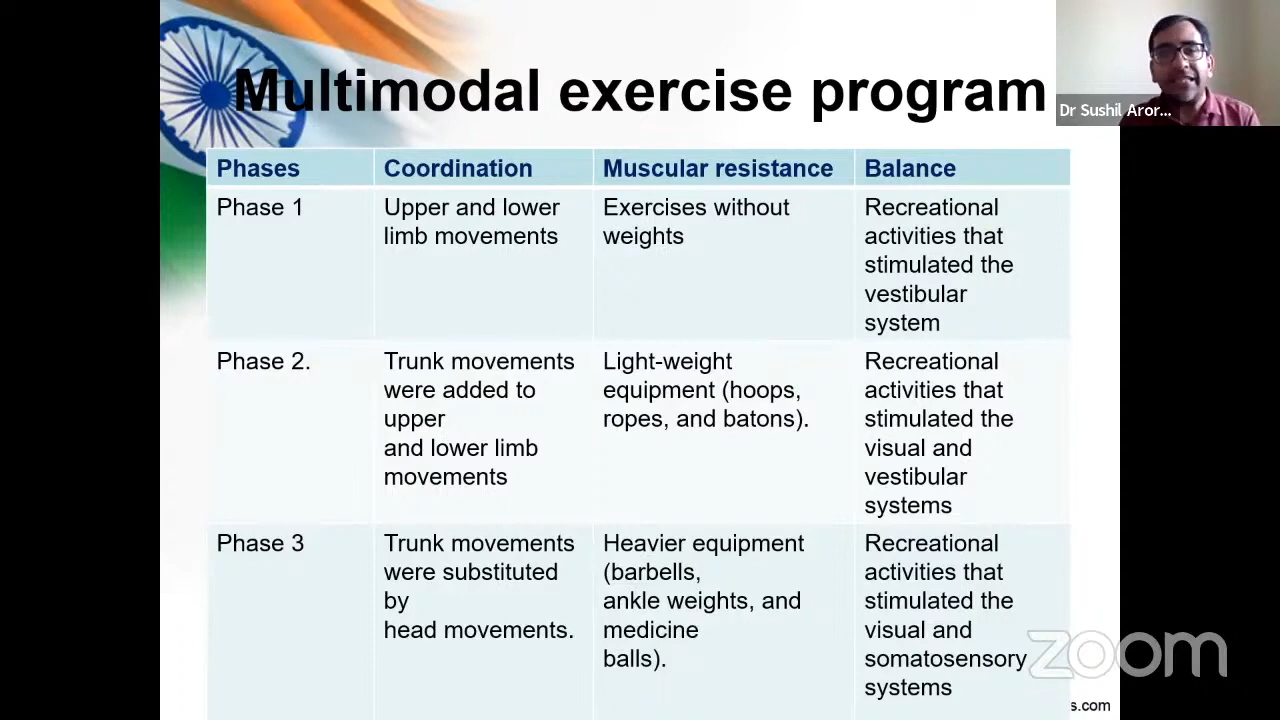 Multimodal exercise program
Dr Sushil Aror...
Phases
Coordination
Muscular resistance
Balance
Phase 1
Upper and lower
limb movements
Exercises without
weights
Recreational
activities that
stimulated the
vestibular
system
Phase 2.
Trunk movements
were added to
upper
and lower limb
movements
Light-weight
equipment (hoops,
ropes, and batons).
Recreational
activities that
stimulated the
visual and
vestibular
systems
Phase 3
Trunk movements
were substituted
by
head movements.
Heavier equipment
(barbells,
ankle weights, and
medicine
balls).
Recreational
activities that
stimulated the
visual and
somatosensory
systems
zoom
s.com